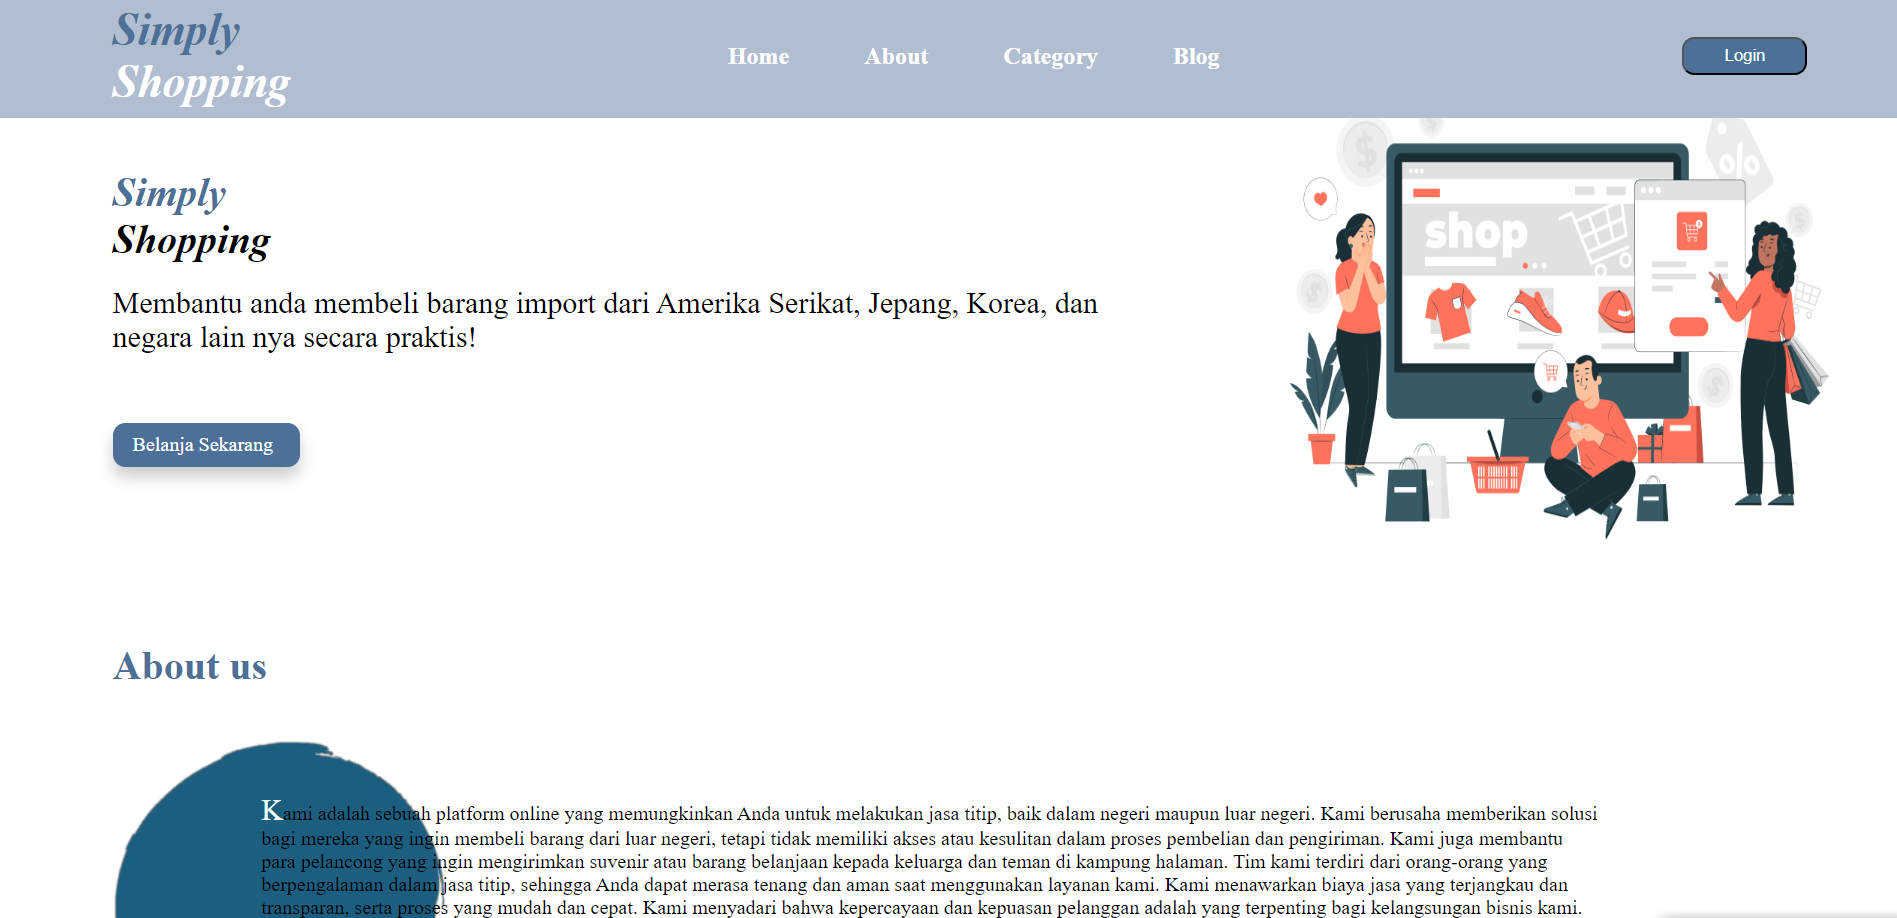 Simply
Shopping
Home About Category Blog
Login
Simply
Shopping
Membantu anda membeli barang import dari Amerika Serikat, Jepang, Korea, dan
negara lain nya secara praktis!
Belanja Sekarang
shop
$
%
$
$
$
$
About us
Kami adalah sebuah platform online yang memungkinkan Anda untuk melakukan jasa titip, baik dalam negeri maupun luar negeri. Kami berusaha memberikan solusi
bagi mereka yang ingin membeli barang dari luar negeri, tetapi tidak memiliki akses atau kesulitan dalam proses pembelian dan pengiriman. Kami juga membantu
para pelancong yang ingin mengirimkan suvenir atau barang belanjaan kepada keluarga dan teman di kampung halaman. Tim kami terdiri dari orang-orang yang
berpengalaman dalam jasa titip, sehingga Anda dapat merasa tenang dan aman saat menggunakan layanan kami. Kami menawarkan biaya jasa yang terjangkau dan
transparan, serta proses yang mudah dan cepat. Kami menyadari bahwa kepercayaan dan kepuasan pelanggan adalah yang terpenting bagi kelangsungan bisnis kami.